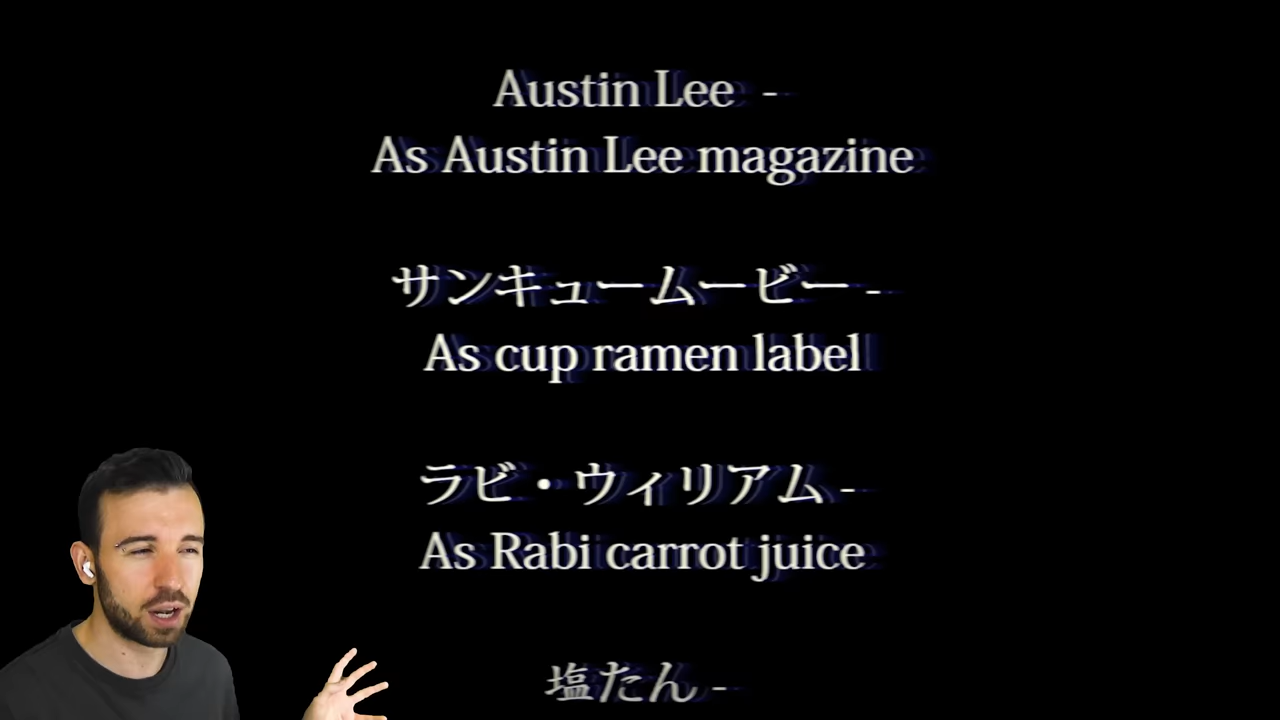 Austin Lee -
As Austin Lee magazine
サンキュームービー -
As cup ramen label
ラビ・ウィリアム -
As Rabi carrot juice
塩たん -